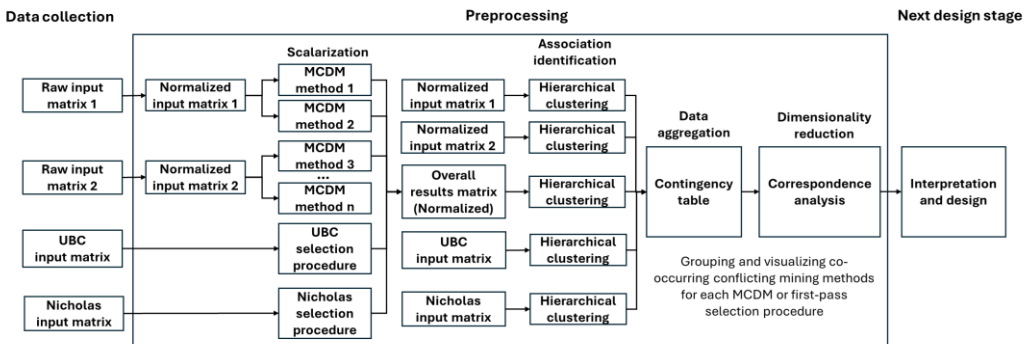 Data collection
Preprocessing
Next design stage
Scalarization
Association
identification
Raw input
matrix 1
Normalized
input matrix 1
MCDM
method 1
MCDM
method 2
Normalized
input matrix 1
Hierarchical
clustering
Normalized
input matrix 2
Hierarchical
clustering
Data
aggregation
Dimensionality
reduction
Raw input
matrix 2
Normalized
input matrix 2
MCDM
method 3
...
MCDM
method n
Overall
results matrix
(Normalized)
Hierarchical
clustering
Contingency
table
Correspondence
analysis
Interpretation
and design
UBC
input matrix
UBC
selection
procedure
UBC
input matrix
Hierarchical
clustering
Nicholas
input matrix
Nicholas
selection
procedure
Nicholas
input matrix
Hierarchical
clustering
Grouping and visualizing co-
occurring conflicting mining methods
for each MCDM or first-pass
selection procedure